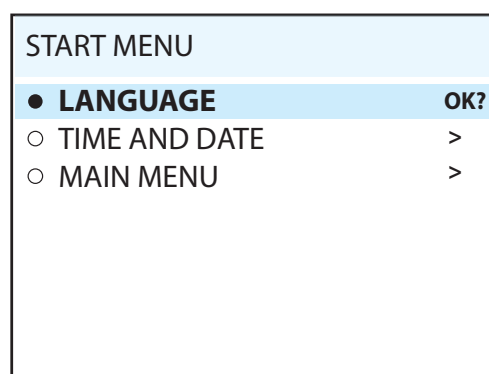 START MENU
● LANGUAGE OK?
○ TIME AND DATE >
○ MAIN MENU >